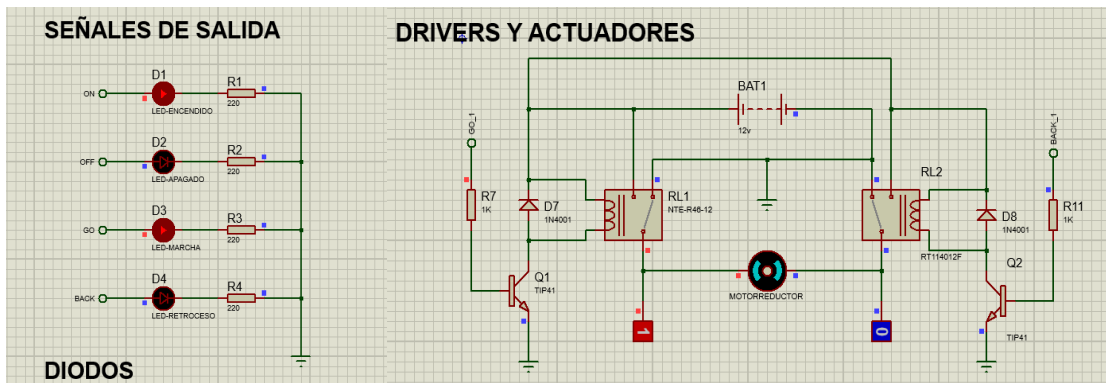 SEÑALES DE SALIDA
D1
R1
ON
220
LED-ENCENDIDO
D2
R2
OFF
220
LED-APAGADO
D3
R3
GO
220
LED-MARCHA
D4
R4
BACK
220
LED-RETROCESO
DIODOS
DRIVERS Y ACTUADORES
BAT1
12v
GO_1
BACK_1
R7
1K
D7
1N4001
RL1
NTE-R46-12
RL2
RT114012F
D8
1N4001
R11
1K
Q1
TIP41
MOTORREDUCTOR
Q2
TIP41
1
0